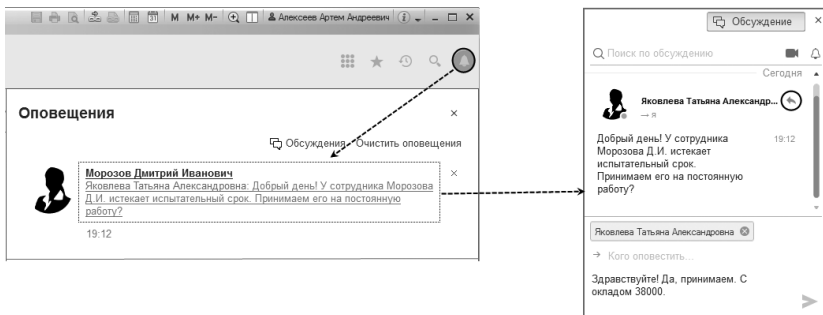 M M+ M- Алексеев Артем Андреевич
Оповещения
Обсуждения Очистить оповещения
Морозов Дмитрий Иванович
Яковлева Татьяна Александровна: Добрый день! У сотрудника Морозова
Д.И. истекает испытательный срок. Принимаем его на постоянную
работу?
19:12
Обсуждение
Поиск по обсуждению
Сегодня
Яковлева Татьяна Александр...
→ я
Добрый день! У сотрудника 19:12
Морозова Д.И. истекает
испытательный срок.
Принимаем его на постоянную
работу?
Яковлева Татьяна Александровна
→ Кого оповестить...
Здравствуйте! Да, принимаем. С
окладом 38000.